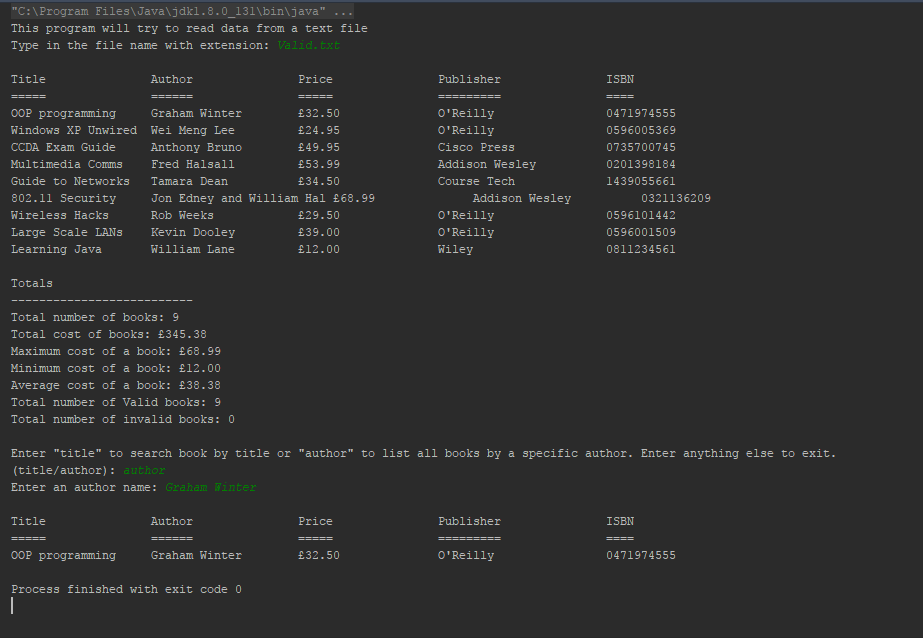 "C:\Program Files\Java\jdk1.8.0_131\bin\java" ...
This program will try to read data from a text file
Type in the file name with extension: Valid.txt
Title Author Price Publisher ISBN
===== ====== ===== ========= ====
OOP programming Graham Winter £32.50 O'Reilly 0471974555
Windows XP Unwired Wei Meng Lee £24.95 O'Reilly 0596005369
CCDA Exam Guide Anthony Bruno £49.95 Cisco Press 0735700745
Multimedia Comms Fred Halsall £53.99 Addison Wesley 0201398184
Guide to Networks Tamara Dean £34.50 Course Tech 1439055661
802.11 Security Jon Edney and William Hal £68.99 Addison Wesley 0321136209
Wireless Hacks Rob Weeks £29.50 O'Reilly 0596101442
Large Scale LANs Kevin Dooley £39.00 O'Reilly 0596001509
Learning Java William Lane £12.00 Wiley 0811234561
Totals
--------------------------
Total number of books: 9
Total cost of books: £345.38
Maximum cost of a book: £68.99
Minimum cost of a book: £12.00
Average cost of a book: £38.38
Total number of Valid books: 9
Total number of invalid books: 0
Enter "title" to search book by title or "author" to list all books by a specific author. Enter anything else to exit.
(title/author): author
Enter an author name: Graham Winter
Title Author Price Publisher ISBN
===== ====== ===== ========= ====
OOP programming Graham Winter £32.50 O'Reilly 0471974555
Process finished with exit code 0